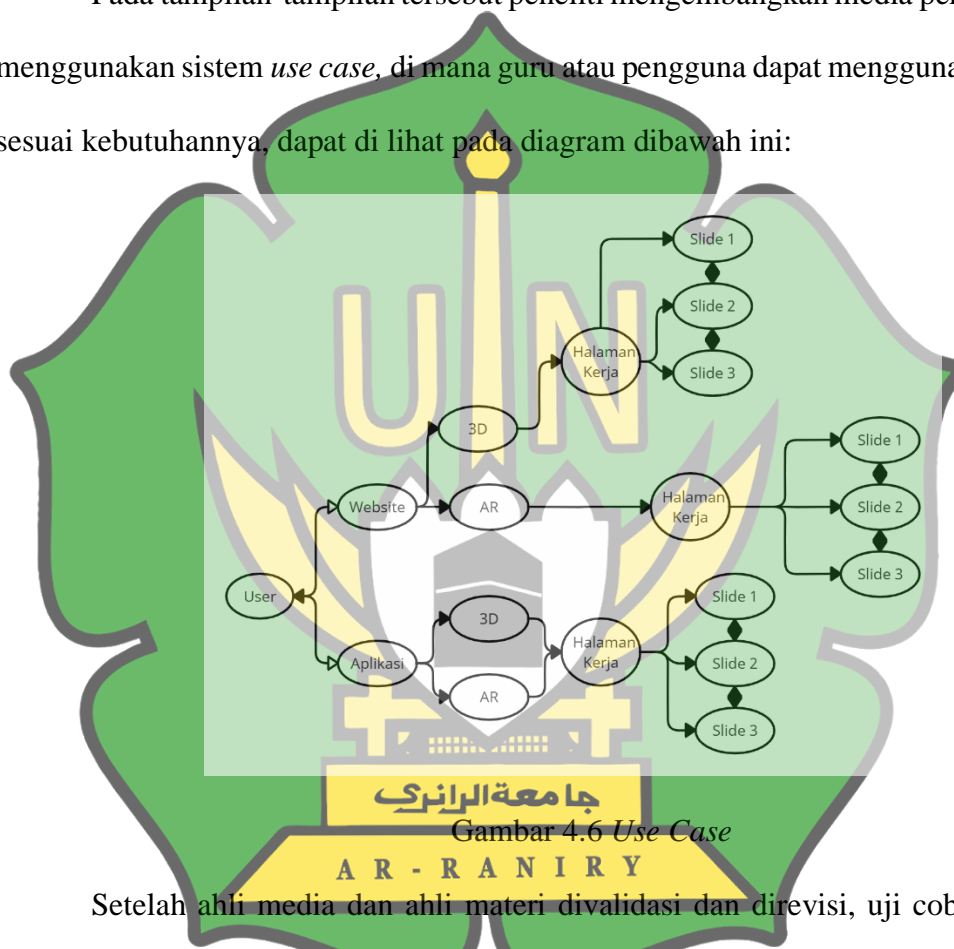 Pada tampilan-tampilan tersebut peneliti mengembangkan media
menggunakan sistem use case, di mana guru atau pengguna dapat
sesuai kebutuhannya, dapat di lihat pada diagram dibawah ini:
UIN
Slide 1
Slide 2
Halaman
Kerja
Slide 3
3D
Slide 1
Website
AR
Halaman
Kerja
Slide 2
Slide 3
User
Slide 1
3D
Aplikasi
Halaman
Kerja
Slide 2
AR
Slide 3
جامعةالرانري
Gambar 4.6 Use Case
AR-RANIRY
Setelah ahli media dan ahli materi divalidasi dan direvisi, uji